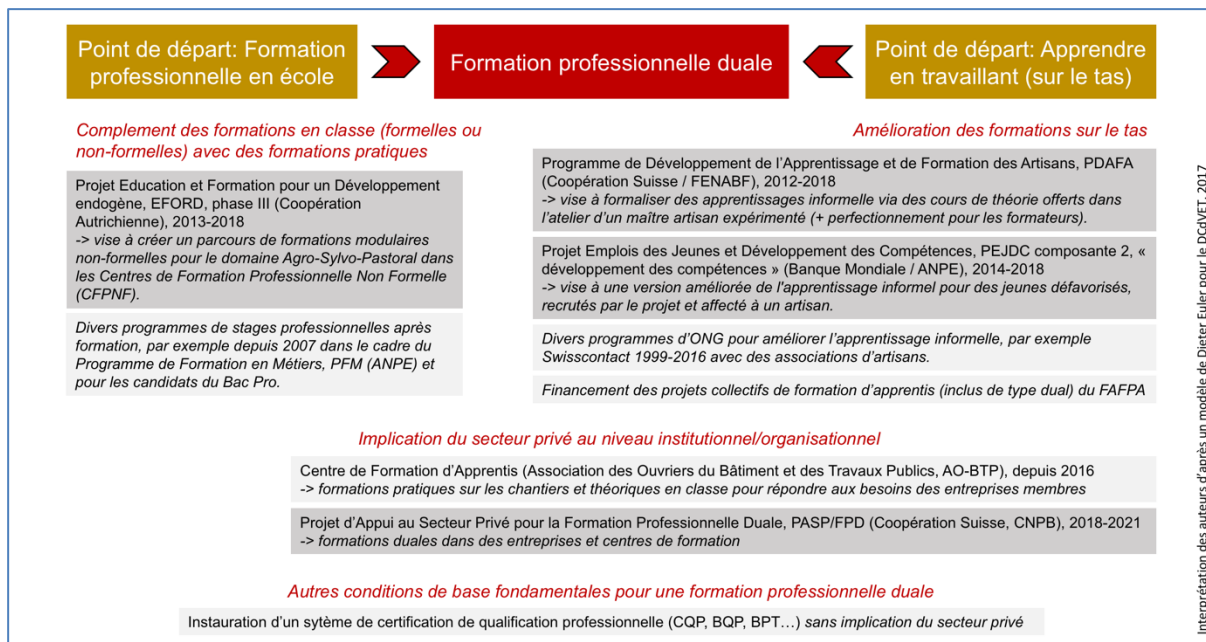 Point de départ: Formation
professionnelle en école
Formation professionnelle duale
Point de départ: Apprendre
en travaillant (sur le tas)
Complement des formations en classe (formelles ou
non-formelles) avec des formations pratiques
Projet Education et Formation pour un Développement
endogène, EFORD, phase III (Coopération
Autrichienne), 2013-2018
-> vise à créer un parcours de formations modulaires
non-formelles pour le domaine Agro-Sylvo-Pastoral dans
les Centres de Formation Professionnelle Non Formelle
(CFPNF).
Divers programmes de stages professionnelles après
formation, par exemple depuis 2007 dans le cadre du
Programme de Formation en Métiers, PFM (ANPE) et
pour les candidats du Bac Pro.
Amélioration des formations sur le tas
Programme de Développement de l'Apprentissage et de Formation des Artisans, PDAFA
(Coopération Suisse / FENABF), 2012-2018
-> vise à formaliser des apprentissages informelle via des cours de théorie offerts dans
l'atelier d'un maître artisan expérimenté (+ perfectionnement pour les formateurs).
Projet Emplois des Jeunes et Développement des Compétences, PEJDC composante 2, «
développement des compétences » (Banque Mondiale / ANPE), 2014-2018
-> vise à une version améliorée de l'apprentissage informel pour des jeunes défavorisés,
recrutés par le projet et affecté à un artisan.
Divers programmes d'ONG pour améliorer l'apprentissage informelle, par exemple
Swisscontact 1999-2016 avec des associations d'artisans.
Financement des projets collectifs de formation d'apprentis (inclus de type dual) du FAFPA
Implication du secteur privé au niveau institutionnel/organisationnel
Centre de Formation d'Apprentis (Association des Ouvriers du Bâtiment et des Travaux Publics, AO-BTP), depuis 2016
-> formations pratiques sur les chantiers et théoriques en classe pour répondre aux besoins des entreprises membres
Projet d'Appui au Secteur Privé pour la Formation Professionnelle Duale, PASP/FPD (Coopération Suisse, CNPB), 2018-2021
-> formations duales dans des entreprises et centres de formation
Autres conditions de base fondamentales pour une formation professionnelle duale
Instauration d'un sytème de certification de qualification professionnelle (CQP, BQP, BPT…) sans implication du secteur privé
Interprétation des auteurs d'après un modèle de Dieter Euler pour le DCdVET, 2017